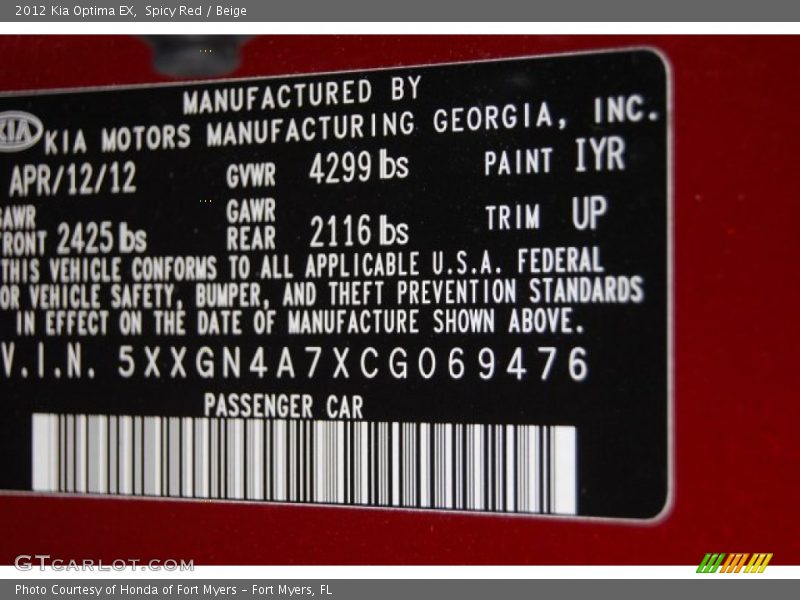 2012 Kia Optima EX, Spicy Red / Beige
MANUFACTURED BY
KIA KIA MOTORS MANUFACTURING GEORGIA, INC.
APR/12/12 GVWR 4299 lbs PAINT IYR
GAWR FRONT 2425 lbs GAWR REAR 2116 lbs TRIM UP
THIS VEHICLE CONFORMS TO ALL APPLICABLE U.S.A. FEDERAL
OR VEHICLE SAFETY, BUMPER, AND THEFT PREVENTION STANDARDS
IN EFFECT ON THE DATE OF MANUFACTURE SHOWN ABOVE.
V.I.N. 5XXGN4A7XCG069476
PASSENGER CAR
GTCARLOT.COM
Photo Courtesy of Honda of Fort Myers - Fort Myers, FL